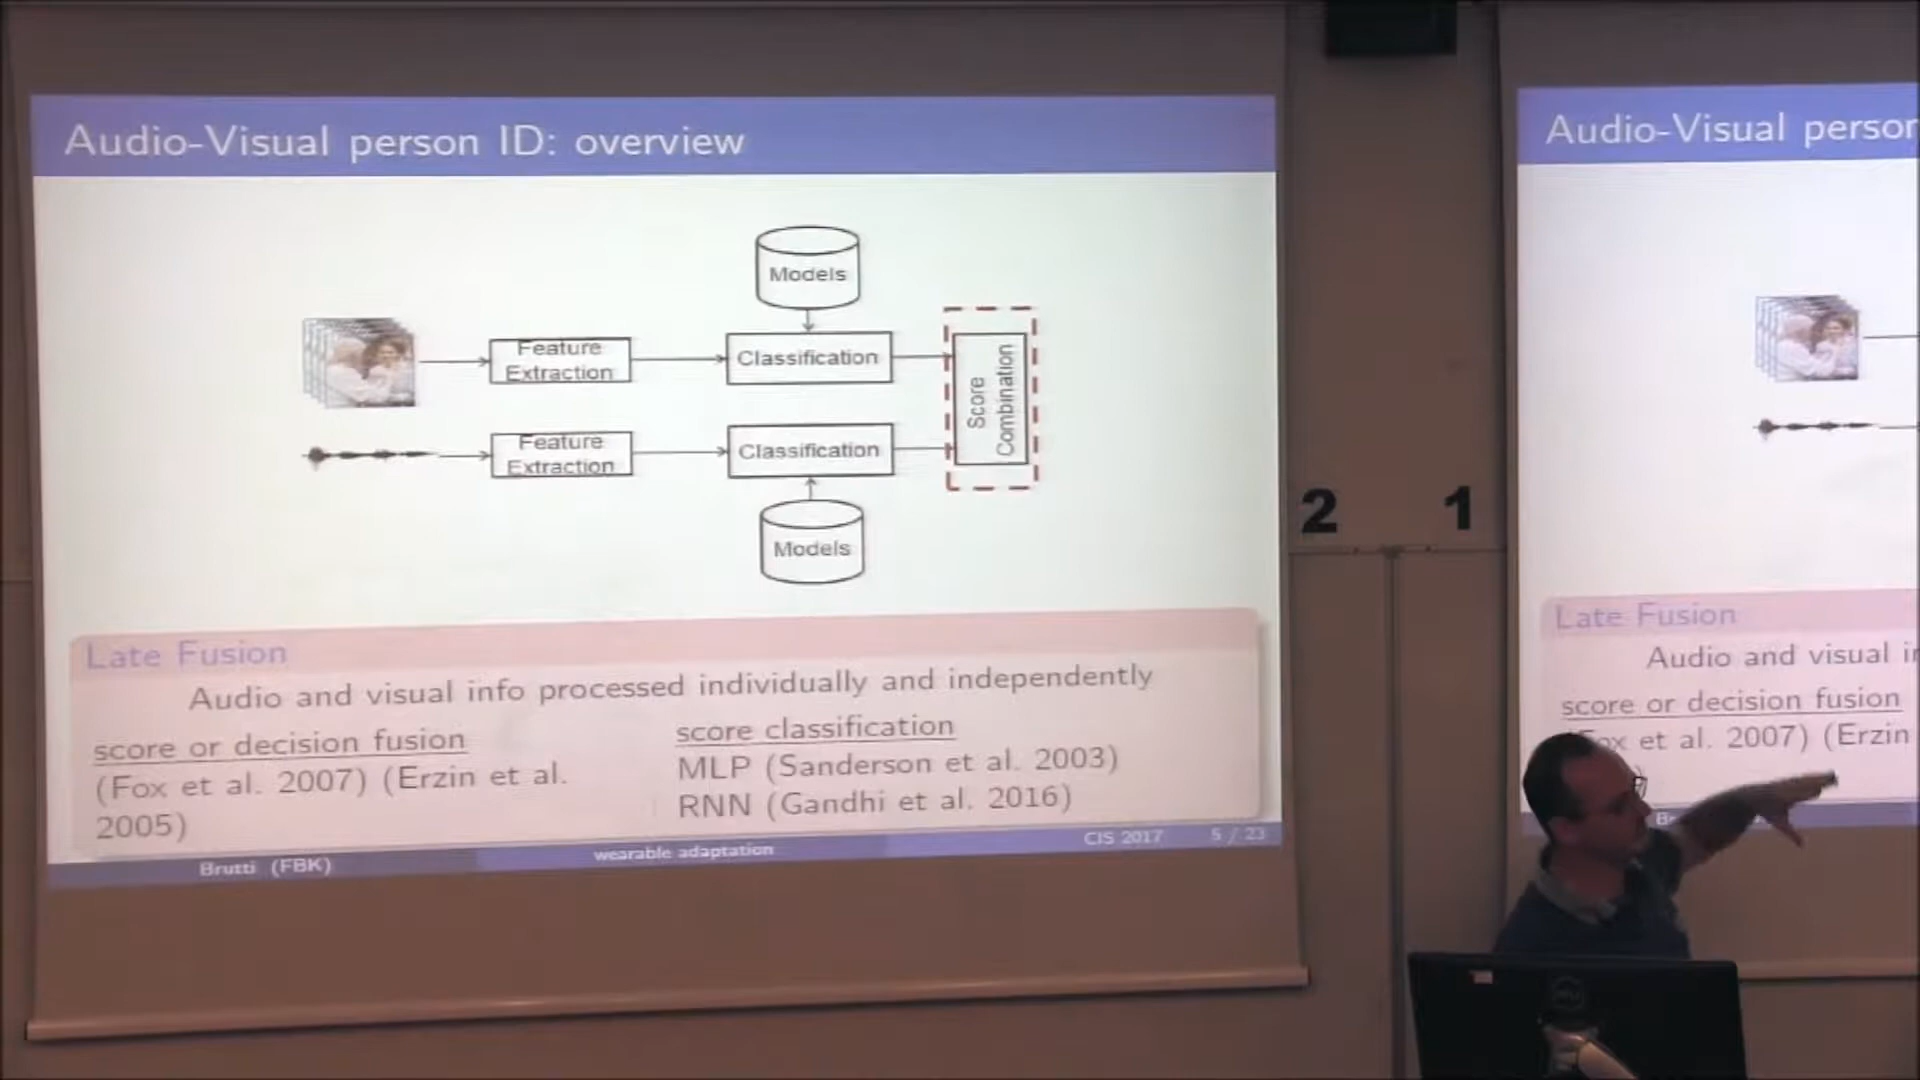 Audio-Visual person ID: overview
Models
Feature
Extraction
Classification
Score
Combination
Feature
Extraction
Classification
Models
Late Fusion
Audio and visual info processed individually and independently
score or decision fusion
(Fox et al. 2007) (Erzin et al.
2005)
score classification
MLP (Sanderson et al. 2003)
RNN (Gandhi et al. 2016)
Brutti (FBK)
wearable adaptation
CIS 2017
5 / 23
2
1
Audio-Visual person
Late Fusion
Audio and visual
score or decision fusion
et al. 2007) (Erzin